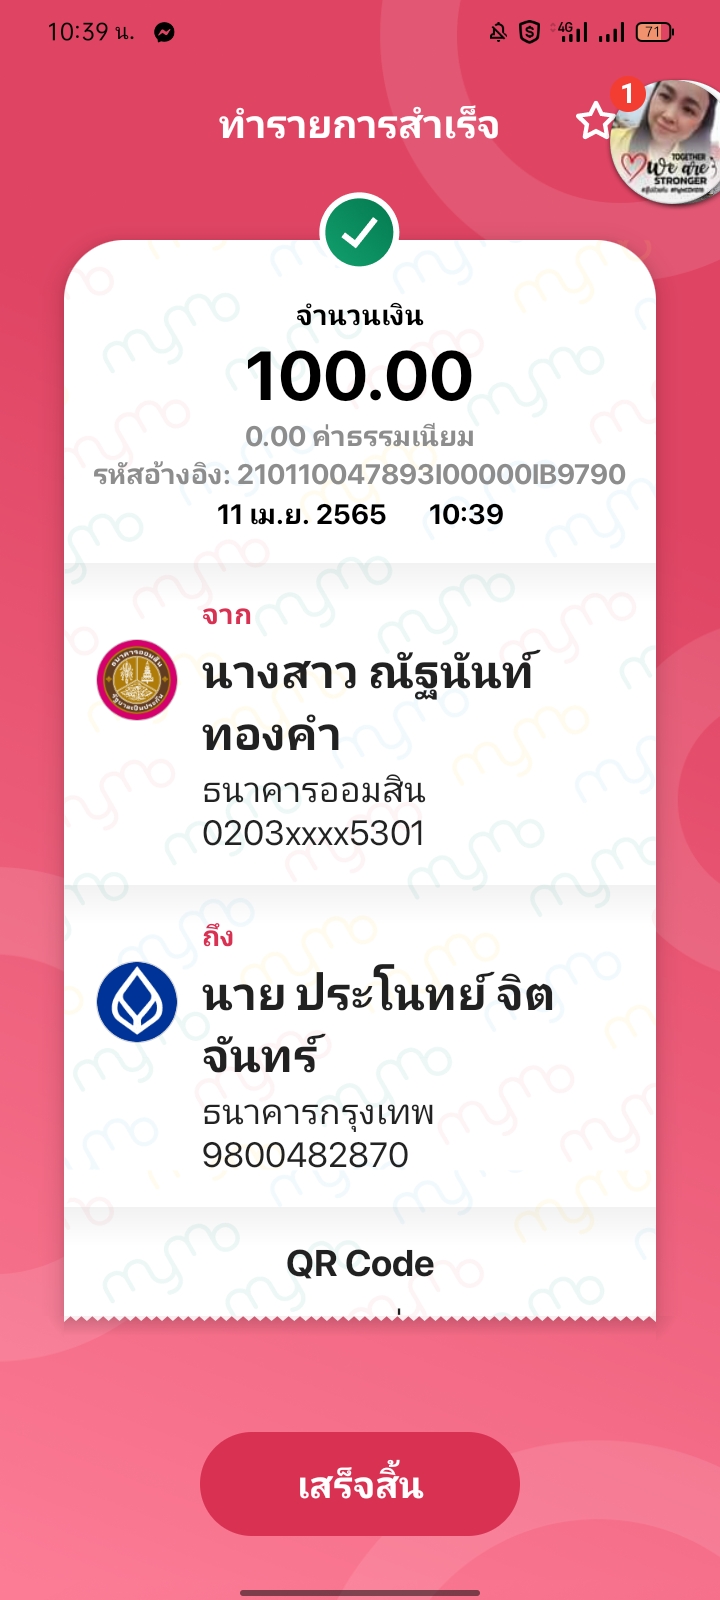 10:39 น.
4G
71
1
ทำรายการสำเร็จ
TOGETHER
We are
STRONGER
จำนวนเงิน
100.00
0.00 ค่าธรรมเนียม
รหัสอ้างอิง: 210110047893I00000IB9790
11 เม.ย. 2565 10:39
จาก
นางสาว ณัฐนันท์
ทองคำ
ธนาคารออมสิน
0203xxxx5301
ถึง
นาย ประโนทย์ จิต
จันทร์
ธนาคารกรุงเทพ
9800482870
QR Code
เสร็จสิ้น